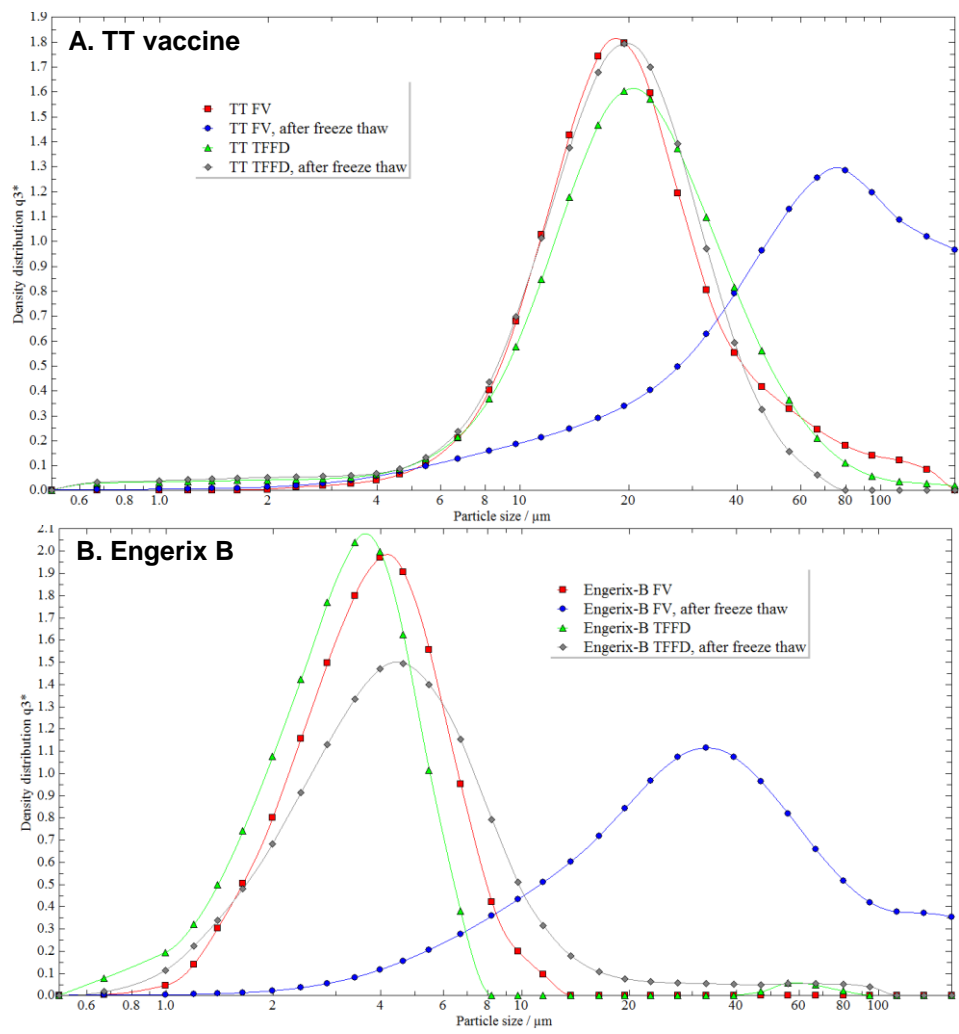 A. TT vaccine
1.9
1.8
1.7
1.6
1.5
1.4
1.3
1.2
1.1
1.0
0.9
0.8
0.7
0.6
0.5
0.4
0.3
0.2
0.1
0.0
Density distribution q3*
TT FV
TT FV, after freeze thaw
TT TFFD
TT TFFD, after freeze thaw
0.6 0.8 1.0 2 4 6 8 10 20 40 60 80 100
Particle size / µm
B. Engerix B
2.1
2.0
1.9
1.8
1.7
1.6
1.5
1.4
1.3
1.2
1.1
1.0
0.9
0.8
0.7
0.6
0.5
0.4
0.3
0.2
0.1
0.0
Density distribution q3*
Engerix-B FV
Engerix-B FV, after freeze thaw
Engerix-B TFFD
Engerix-B TFFD, after freeze thaw
0.6 0.8 1.0 2 4 6 8 10 20 40 60 80 100
Particle size / µm